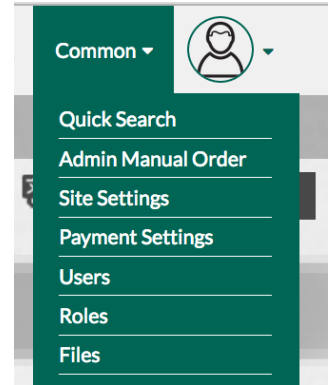 Common
Quick Search
Admin Manual Order
Site Settings
Payment Settings
Users
Roles
Files